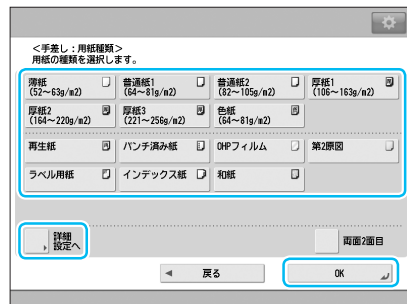 <手差し:用紙種類>
用紙の種類を選択します。
薄紙 普通紙1 普通紙2 厚紙1
(52~63g/m2) (64~81g/m2) (82~105g/m2) (106~163g/m2)
厚紙2 厚紙3 色紙
(164~220g/m2) (221~256g/m2) (64~81g/m2)
再生紙 パンチ済み紙 OHPフィルム 第2原図
ラベル用紙 インデックス紙 和紙
詳細
設定へ
両面2面目
戻る OK